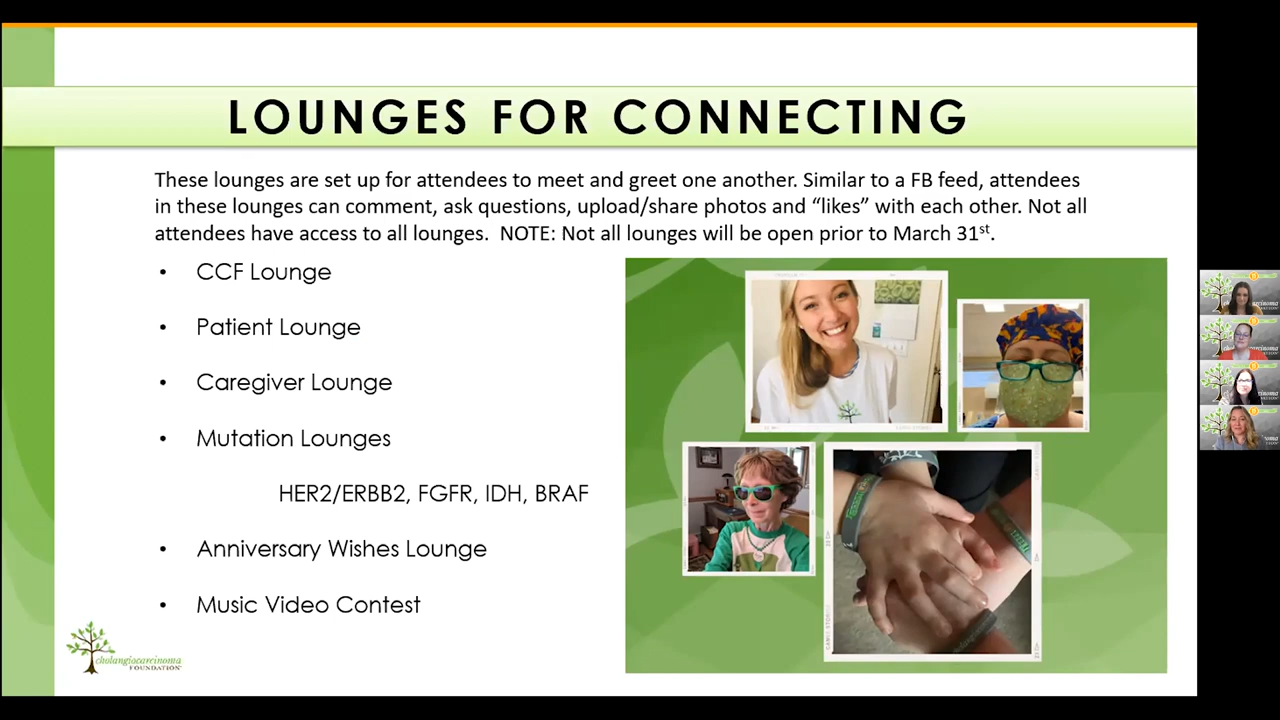 LOUNGES FOR CONNECTING
These lounges are set up for attendees to meet and greet one another. Similar to a FB feed, attendees
in these lounges can comment, ask questions, upload/share photos and “likes” with each other. Not all
attendees have access to all lounges.  NOTE: Not all lounges will be open prior to March 31st.
• CCF Lounge
• Patient Lounge
• Caregiver Lounge
• Mutation Lounges
HER2/ERBB2, FGFR, IDH, BRAF
• Anniversary Wishes Lounge
• Music Video Contest
cholangiocarcinoma
FOUNDATION